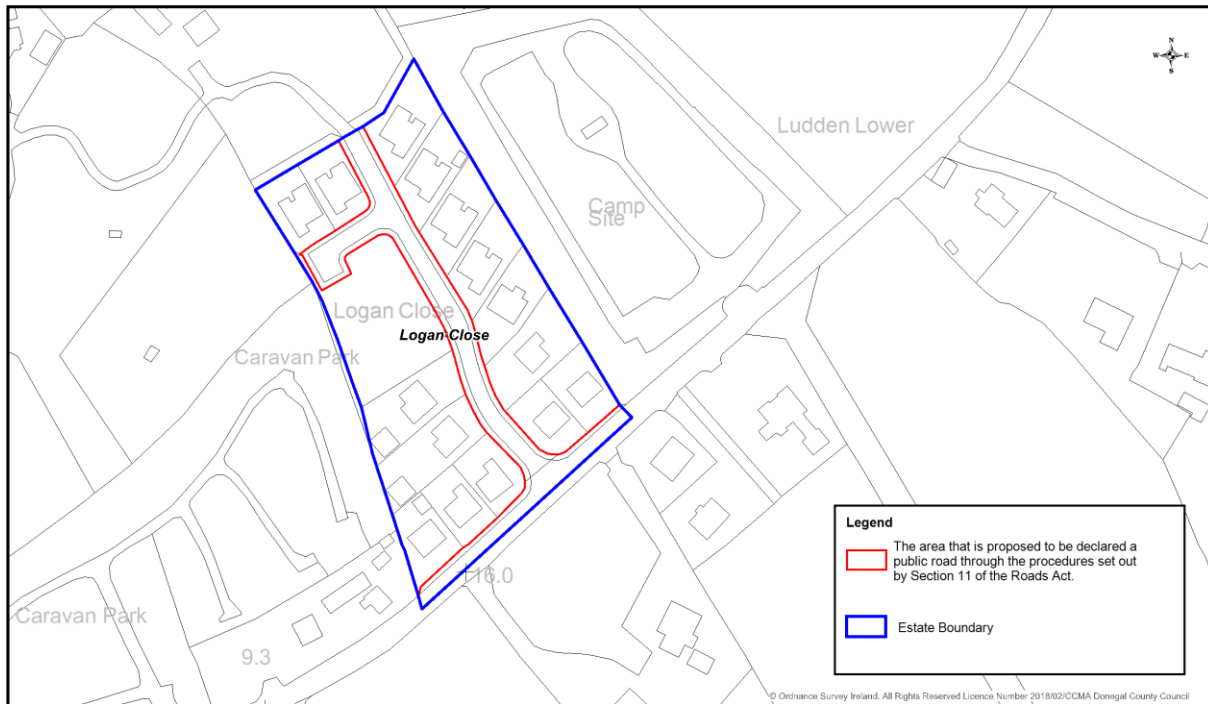 N
W E
S
Ludden Lower
Camp
Site
Logan Close
Logan-Close
Caravan Park
16.0
Caravan Park
9.3
Legend
The area that is proposed to be declared a
public road through the procedures set out
by Section 11 of the Roads Act.
Estate Boundary
© Ordnance Survey Ireland. All Rights Reserved Licence Number 2018/02/CCMA Donegal County Council